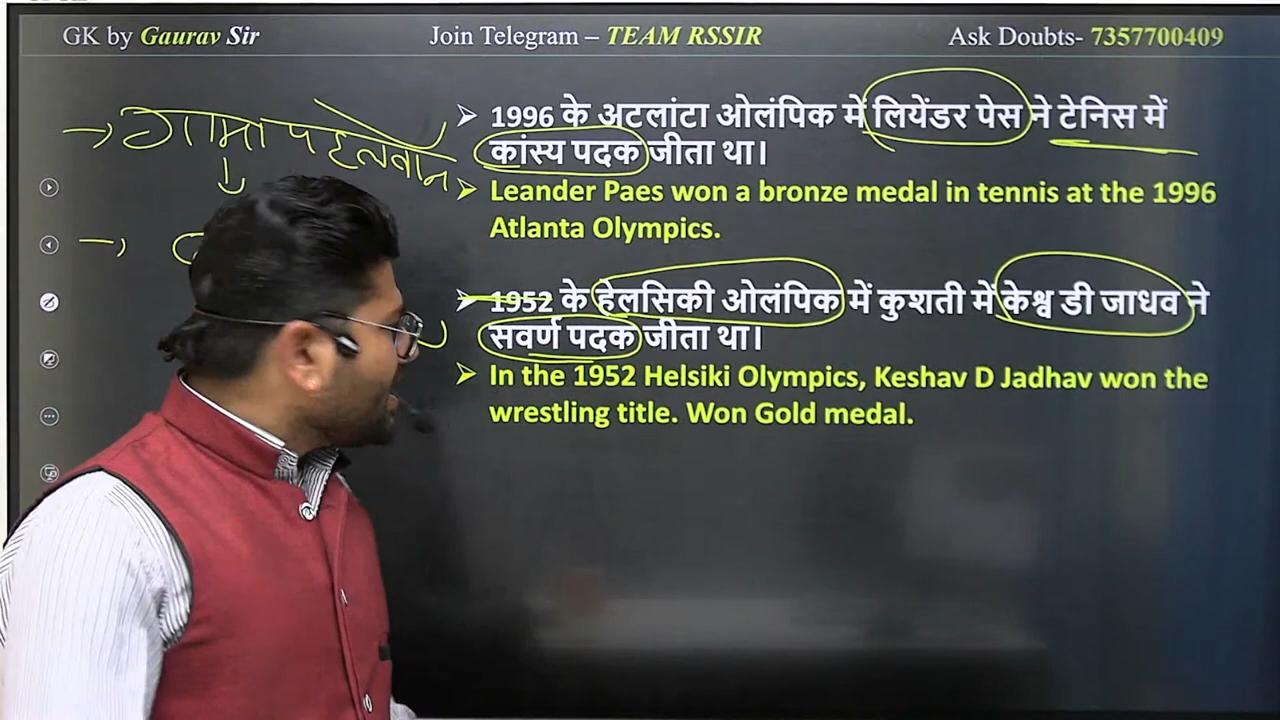 GK by Gaurav Sir
Join Telegram – TEAM RSSIR
Ask Doubts- 7357700409
गामा पहलवान
➢ 1996 के अटलांटा ओलंपिक में लियेंडर पेस ने टेनिस में
कांस्य पदक जीता था।
➢ Leander Paes won a bronze medal in tennis at the 1996
Atlanta Olympics.
➢ 1952 के हेलसिकी ओलंपिक में कुशती में केश्व डी जाधव ने
सवर्ण पदक जीता था।
➢ In the 1952 Helsiki Olympics, Keshav D Jadhav won the
wrestling title. Won Gold medal.